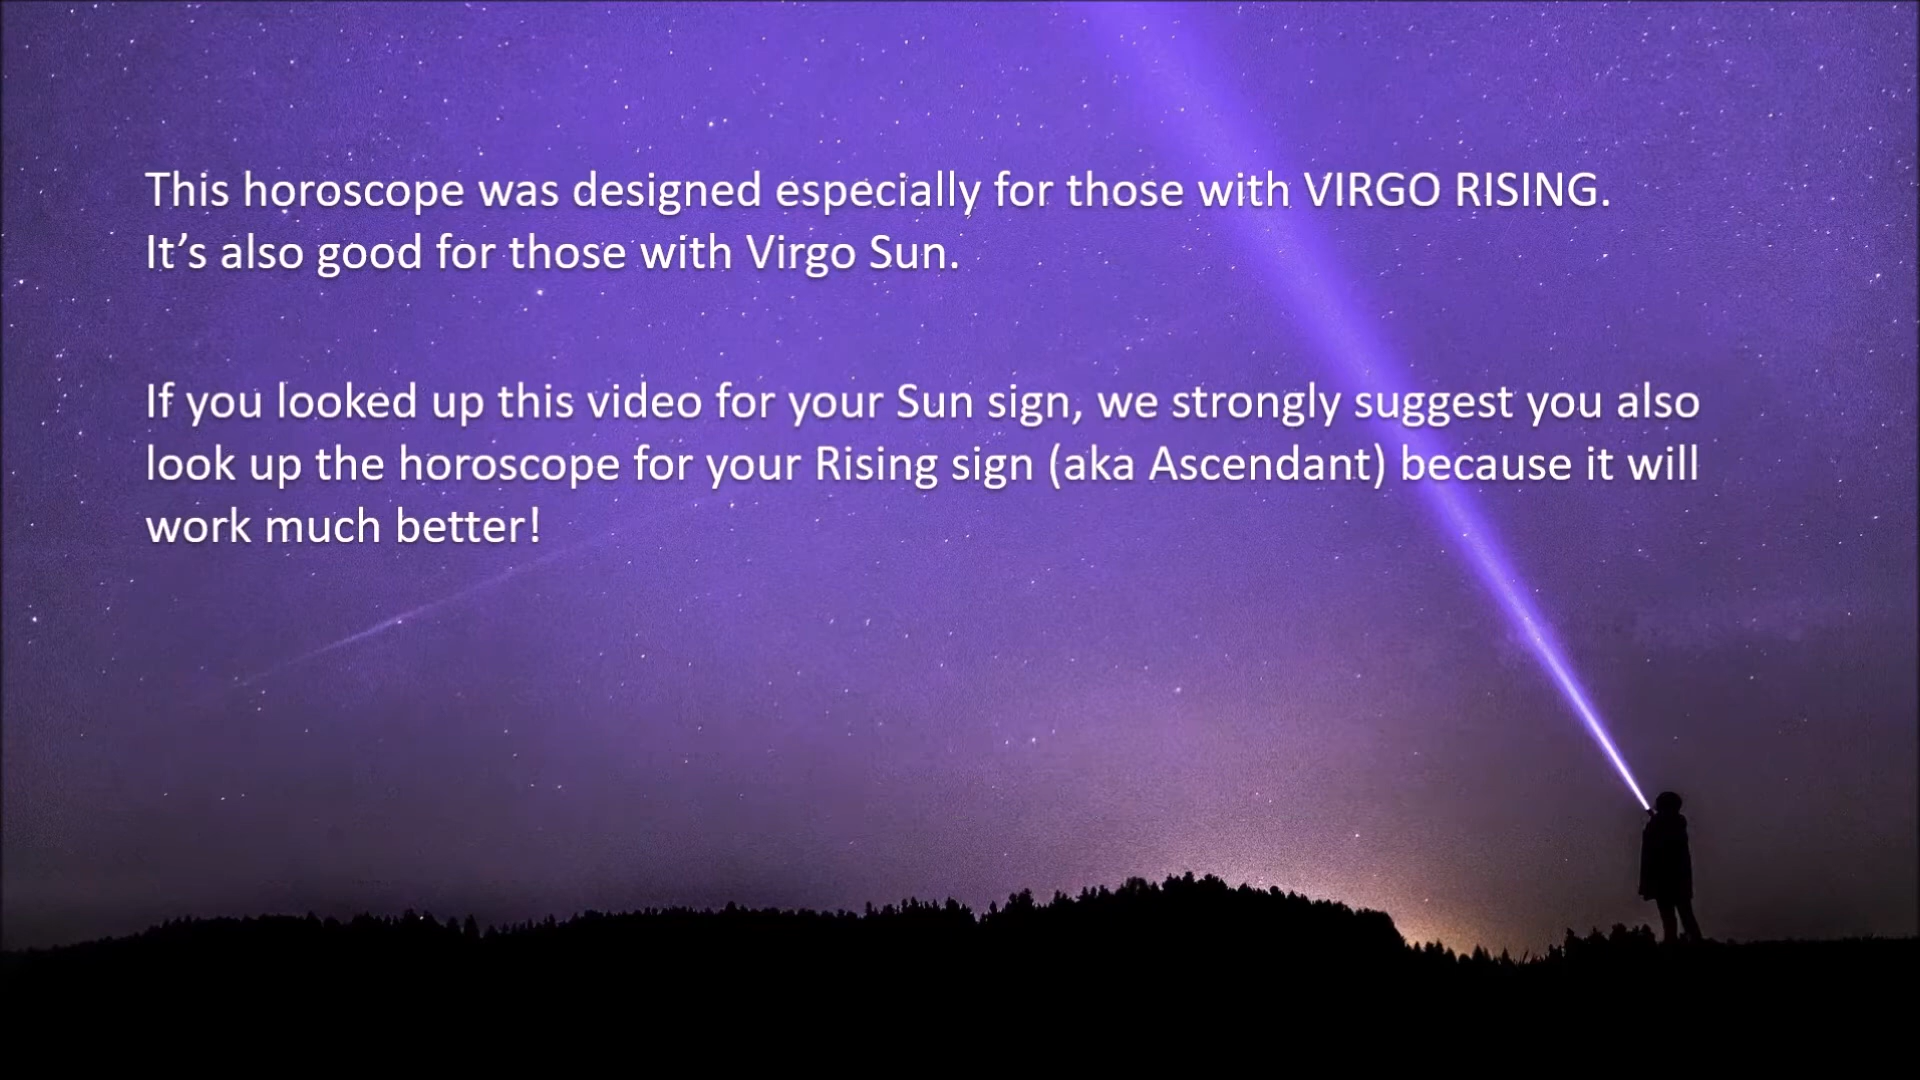 This horoscope was designed especially for those with VIRGO RISING.
It’s also good for those with Virgo Sun.
If you looked up this video for your Sun sign, we strongly suggest you also
look up the horoscope for your Rising sign (aka Ascendant) because it will
work much better!